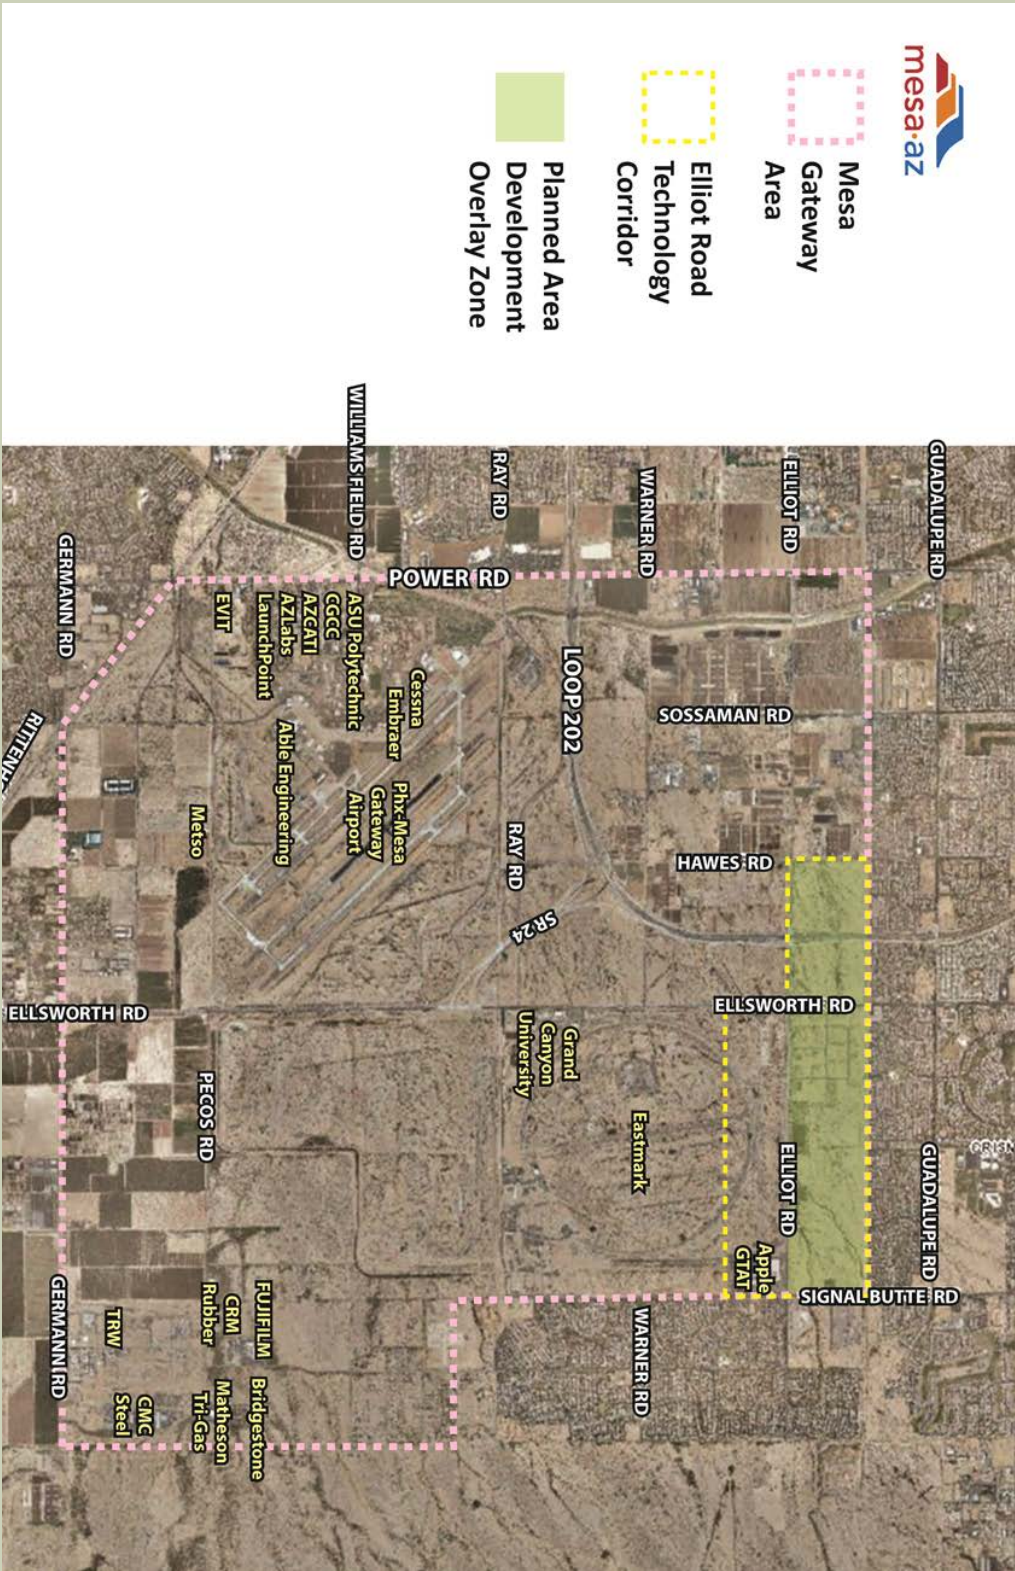 mesa·az
Mesa
Gateway
Area
Elliot Road
Technology
Corridor
Planned Area
Development
Overlay Zone
GUADALUPE RD
ELLIOT RD
WARNER RD
RAY RD
WILLIAMS FIELD RD
GERMANN RD
POWER RD
LOOP 202
SOSSAMAN RD
HAWES RD
RAY RD
SR 24
ELLSWORTH RD
ELLSWORTH RD
GUADALUPE RD
ELLIOT RD
SIGNAL BUTTE RD
WARNER RD
PECOS RD
GERMANN RD
Cessna
Embraer
ASU Polytechnic
CGCC
AZCATI
AZLabs
LaunchPoint
EVIT
Phx-Mesa
Gateway
Airport
Able Engineering
Metso
Grand
Canyon
University
Eastmark
Apple
GTAT
FUJIFILM
CRM
Rubber
TRW
Bridgestone
Matheson
Tri-Gas
CMC
Steel